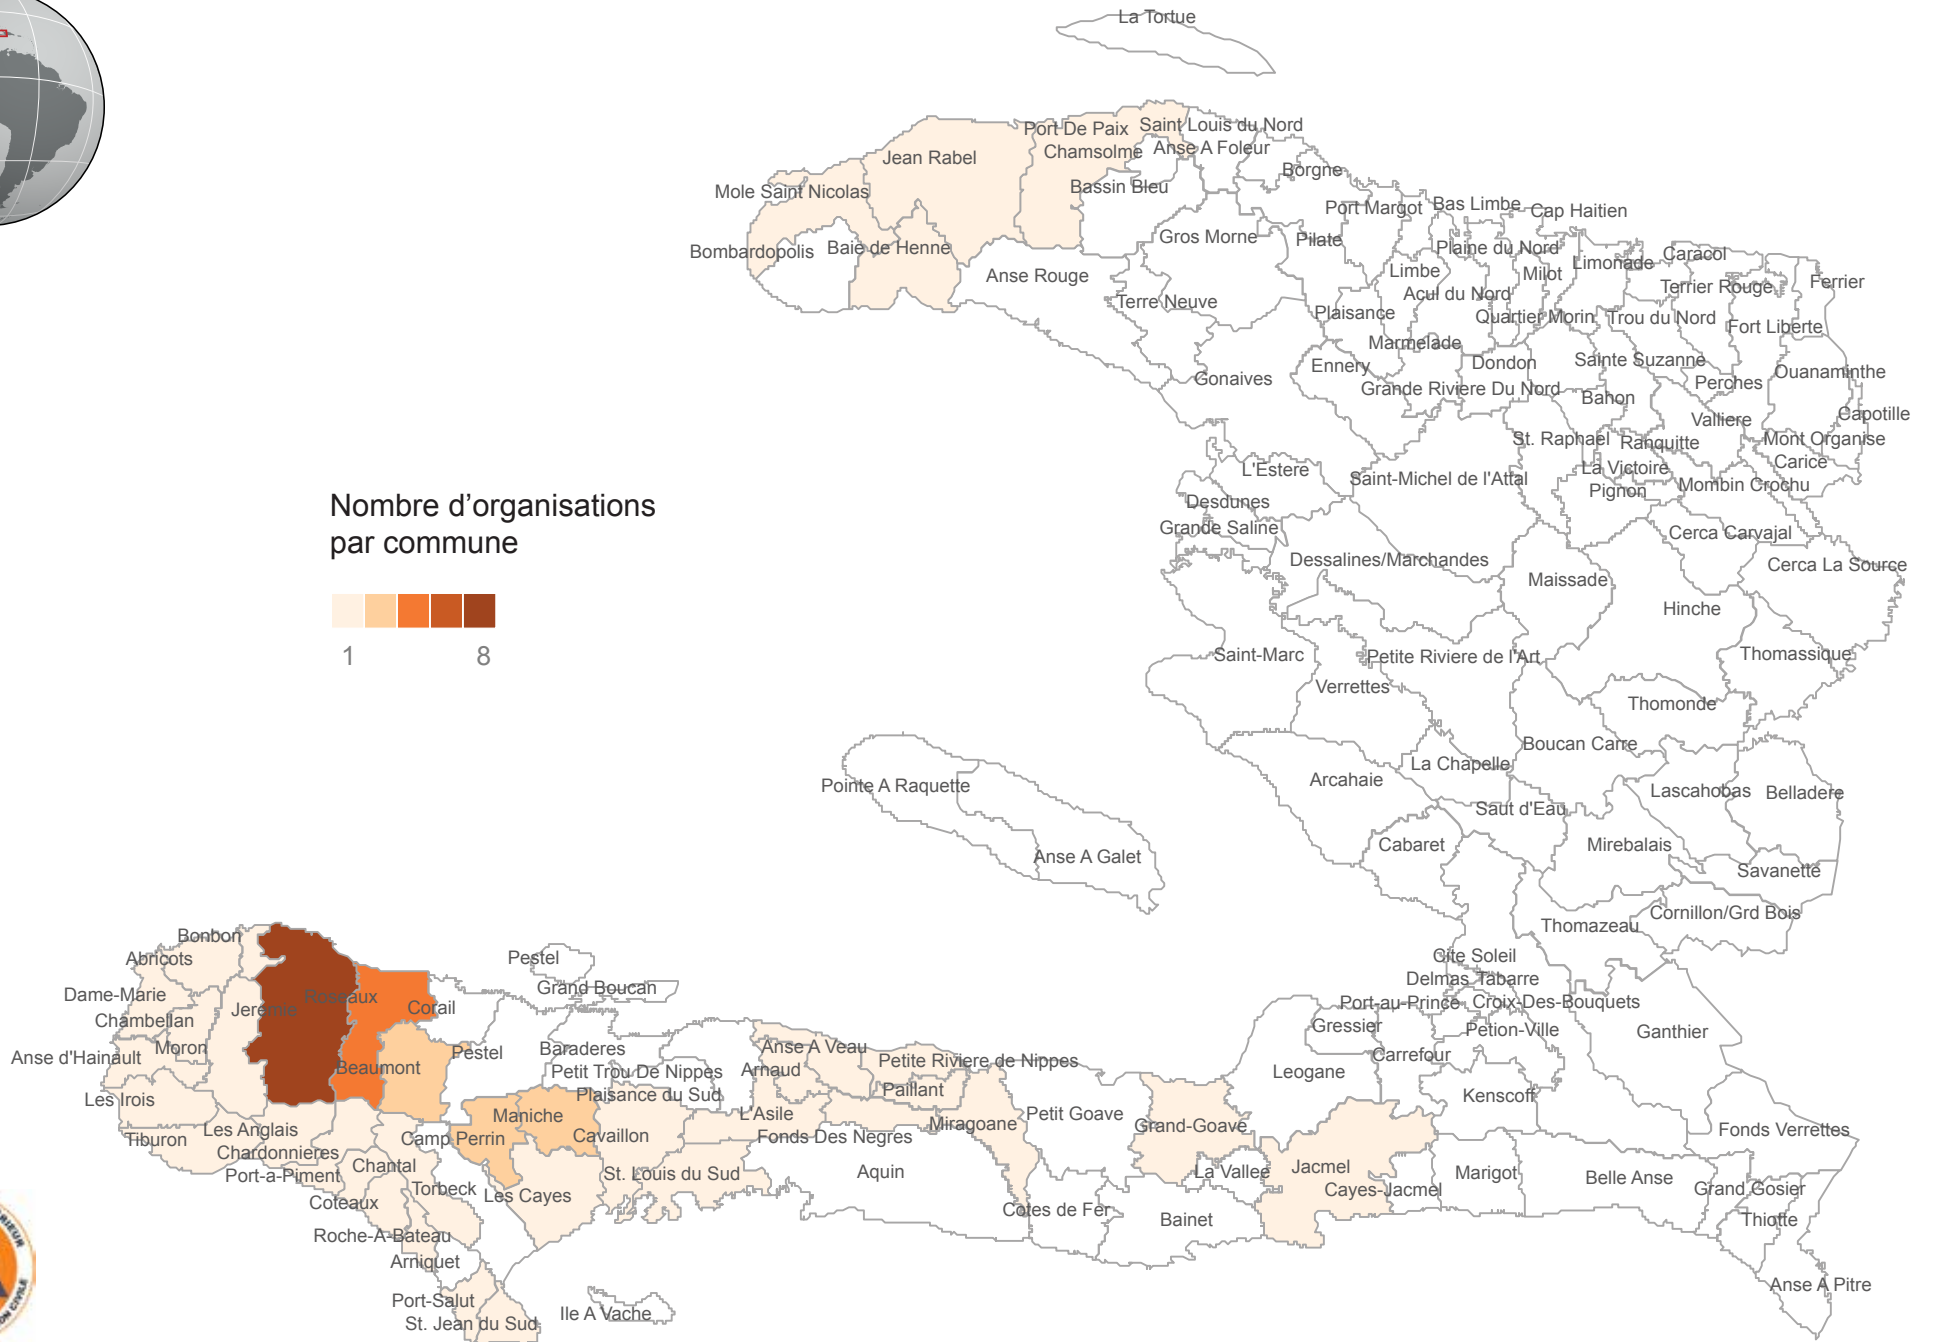 La Tortue
Port De Paix
Saint Louis du Nord
Jean Rabel
Chamsolme
Anse A Foleur
Borgne
Mole Saint Nicolas
Bassin Bleu
Port Margot
Bas Limbe
Cap Haitien
Bombardopolis
Baie de Henne
Gros Morne
Pilate
Plaine du Nord
Limonade
Caracol
Anse Rouge
Limbe
Milot
Terrier Rouge
Ferrier
Terre Neuve
Acul du Nord
Plaisance
Quartier Morin
Trou du Nord
Fort Liberte
Marmelade
Ennery
Dondon
Sainte Suzanne
Ouanaminthe
Gonaives
Grande Riviere Du Nord
Perches
Bahon
Valliere
Capotille
St. Raphael
Ranquitte
Mont Organise
L'Estere
Saint-Michel de l'Attal
La Victoire
Carice
Pignon
Mombin Crochu
Nombre d’organisations
par commune
1
8
Desdunes
Grande Saline
Cerca Carvajal
Dessalines/Marchandes
Maissade
Cerca La Source
Hinche
Saint-Marc
Petite Riviere de l'Art
Thomassique
Verrettes
Thomonde
Boucan Carre
La Chapelle
Arcahaie
Pointe A Raquette
Lascahobas
Belladere
Saut d'Eau
Cabaret
Mirebalais
Anse A Galet
Savanette
Cornillon/Grd Bois
Thomazeau
Bonbon
Abricots
Pestel
Cite Soleil
Grand Boucan
Delmas
Tabarre
Dame-Marie
Roseaux
Port-au-Prince
Croix-Des-Bouquets
Jeremie
Corail
Chambellan
Gressier
Petion-Ville
Ganthier
Anse d'Hainault
Moron
Pestel
Baraderes
Anse A Veau
Petite Riviere de Nippes
Carrefour
Beaumont
Petit Trou De Nippes
Arnaud
Leogane
Les Irois
Plaisance du Sud
Paillant
Kenscoff
Maniche
L'Asile
Petit Goave
Tiburon
Les Anglais
Camp Perrin
Cavaillon
Fonds Des Negres
Miragoane
Grand-Goave
Fonds Verrettes
Chardonnieres
Chantal
Port-a-Piment
St. Louis du Sud
Aquin
La Vallee
Jacmel
Marigot
Belle Anse
Torbeck
Les Cayes
Cayes-Jacmel
Grand Gosier
Coteaux
Cotes de Fer
Bainet
Thiotte
Roche-A-Bateau
Arniquet
Anse A Pitre
Port-Salut
Ile A Vache
St. Jean du Sud